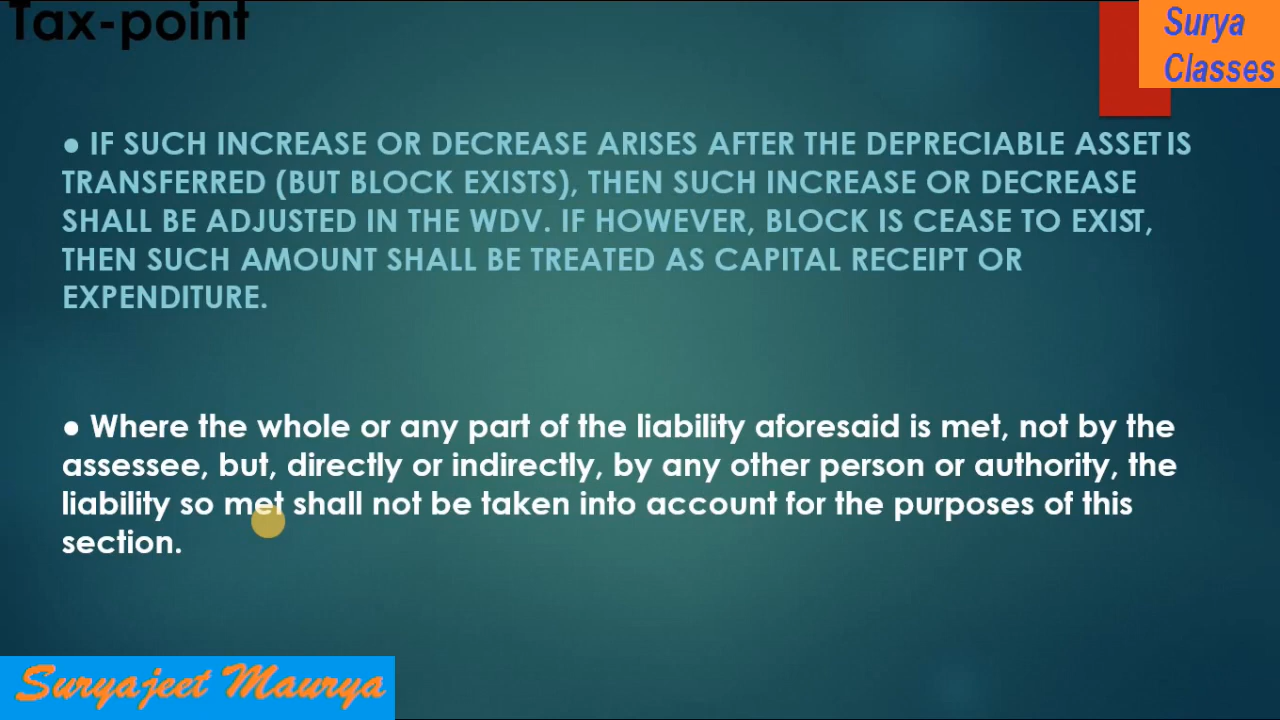 Tax-point
Surya
Classes
● IF SUCH INCREASE OR DECREASE ARISES AFTER THE DEPRECIABLE ASSET IS
TRANSFERRED (BUT BLOCK EXISTS), THEN SUCH INCREASE OR DECREASE
SHALL BE ADJUSTED IN THE WDV. IF HOWEVER, BLOCK IS CEASE TO EXIST,
THEN SUCH AMOUNT SHALL BE TREATED AS CAPITAL RECEIPT OR
EXPENDITURE.
● Where the whole or any part of the liability aforesaid is met, not by the
assessee, but, directly or indirectly, by any other person or authority, the
liability so met shall not be taken into account for the purposes of this
section.
Suryajeet Maurya